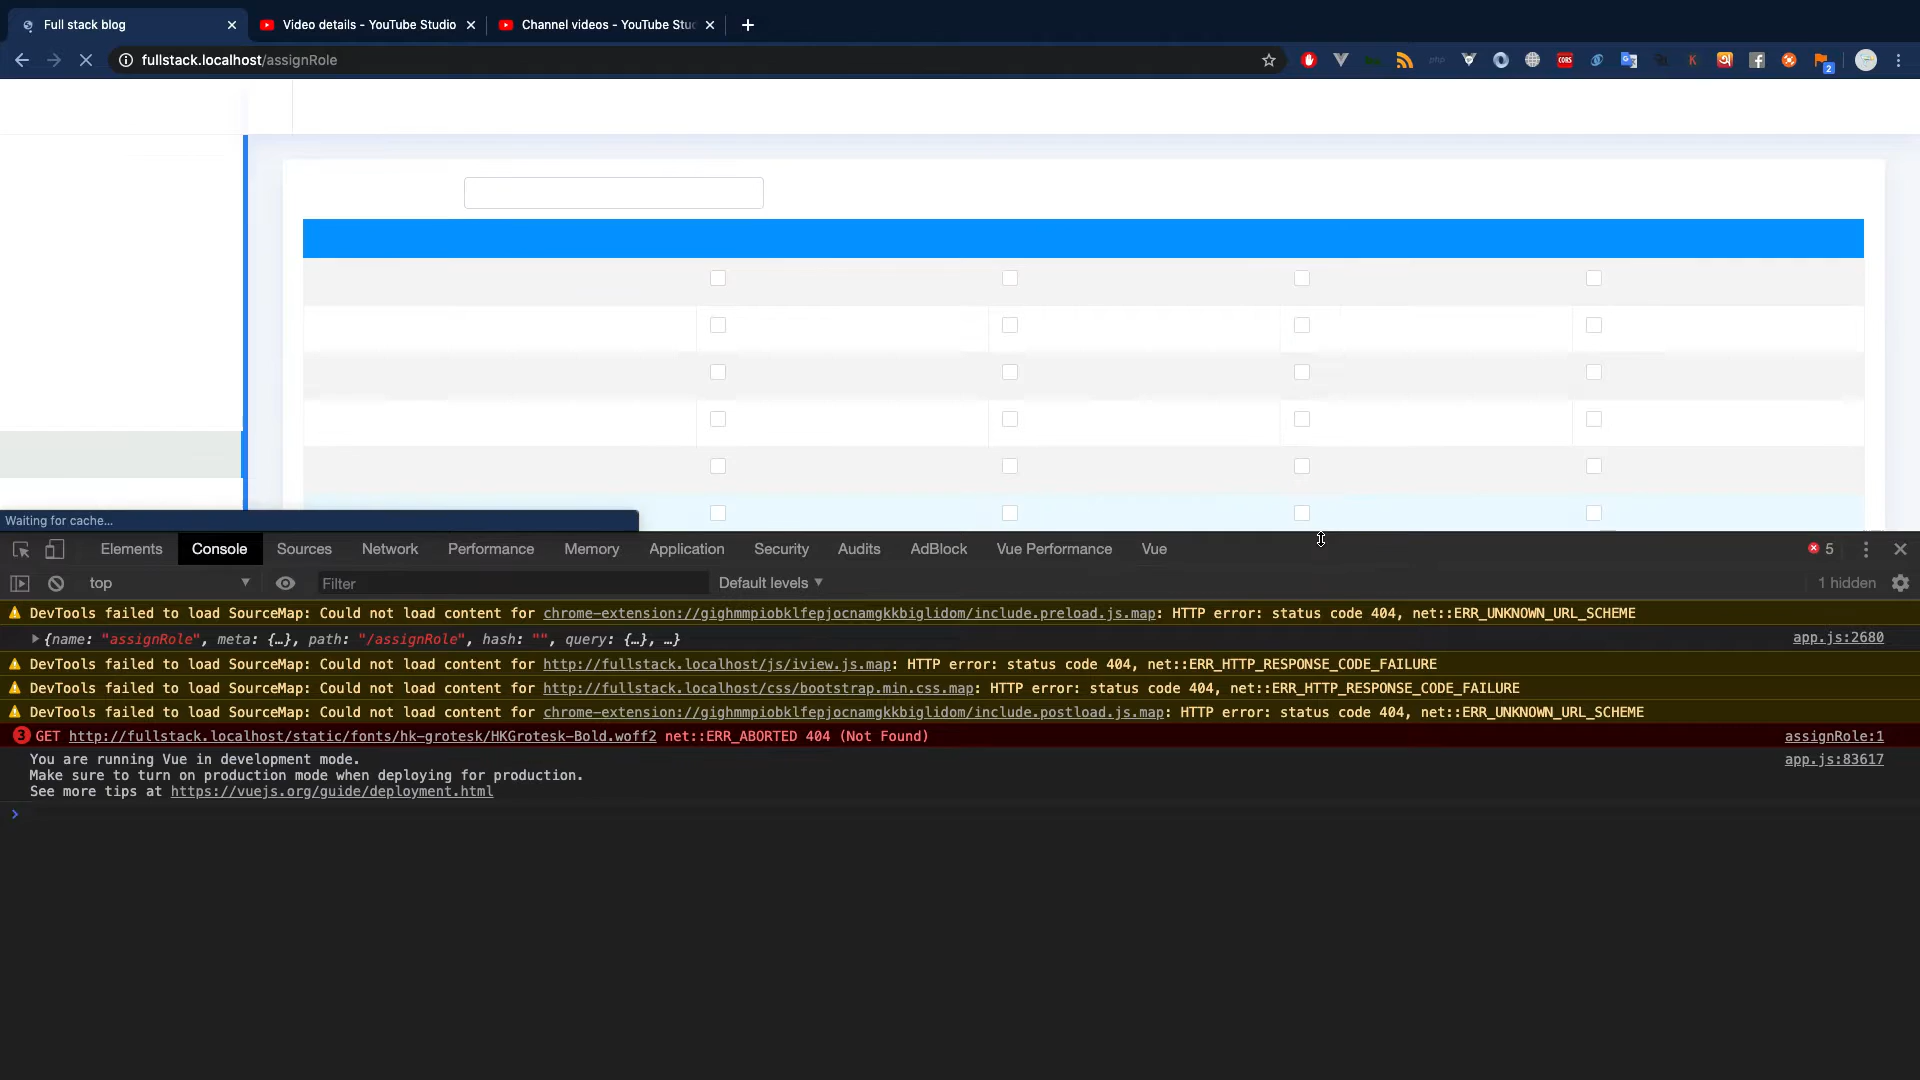 Full stack blog
Video details - YouTube Studio
Channel videos - YouTube Stu
fullstack.localhost/assignRole
CORS
php
K
2
Waiting for cache...
Elements Console Sources Network Performance Memory Application Security Audits AdBlock Vue Performance Vue 5
top Filter Default levels 1 hidden
DevTools failed to load SourceMap: Could not load content for chrome-extension://gighmmpiobklfepjocnamgkkbiglidom/include.preload.js.map: HTTP error: status code 404, net::ERR_UNKNOWN_URL_SCHEME
{name: "assignRole", meta: {…}, path: "/assignRole", hash: "", query: {…}, …} app.js:2680
DevTools failed to load SourceMap: Could not load content for http://fullstack.localhost/js/iview.js.map: HTTP error: status code 404, net::ERR_HTTP_RESPONSE_CODE_FAILURE
DevTools failed to load SourceMap: Could not load content for http://fullstack.localhost/css/bootstrap.min.css.map: HTTP error: status code 404, net::ERR_HTTP_RESPONSE_CODE_FAILURE
DevTools failed to load SourceMap: Could not load content for chrome-extension://gighmmpiobklfepjocnamgkkbiglidom/include.postload.js.map: HTTP error: status code 404, net::ERR_UNKNOWN_URL_SCHEME
3 GET http://fullstack.localhost/static/fonts/hk-grotesk/HKGrotesk-Bold.woff2 net::ERR_ABORTED 404 (Not Found) assignRole:1
You are running Vue in development mode. app.js:83617
Make sure to turn on production mode when deploying for production.
See more tips at https://vuejs.org/guide/deployment.html